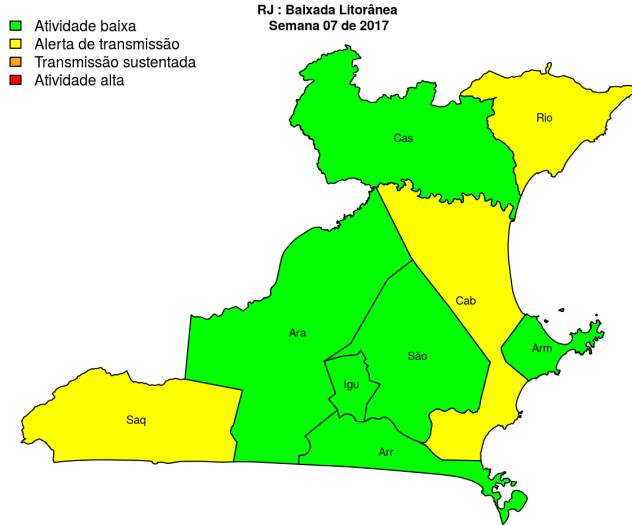 RJ : Baixada Litorânea
Semana 07 de 2017
Atividade baixa
Alerta de transmissão
Transmissão sustentada
Atividade alta
Rio
Cas
Cab
Ara
Arm
São
Igu
Saq
Arr